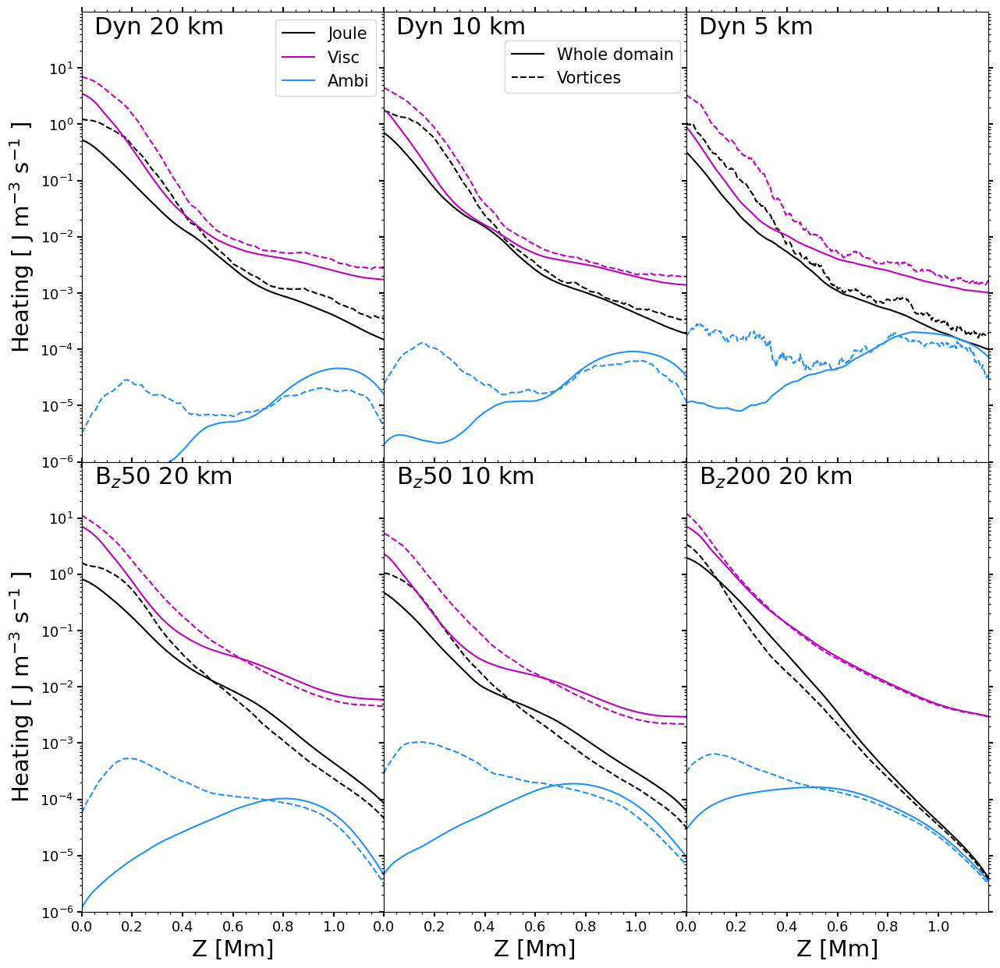 Dyn 20 km
Joule
Visc
Ambi
Dyn 10 km
Whole domain
Vortices
Dyn 5 km
Heating [ J m⁻³ s⁻¹ ]
10¹
10⁰
10⁻¹
10⁻²
10⁻³
10⁻⁴
10⁻⁵
10⁻⁶
B_z50 20 km
B_z50 10 km
B_z200 20 km
Heating [ J m⁻³ s⁻¹ ]
10¹
10⁰
10⁻¹
10⁻²
10⁻³
10⁻⁴
10⁻⁵
10⁻⁶
0.0 0.2 0.4 0.6 0.8 1.0 0.0 0.2 0.4 0.6 0.8 1.0 0.0 0.2 0.4 0.6 0.8 1.0
Z [Mm] Z [Mm] Z [Mm]